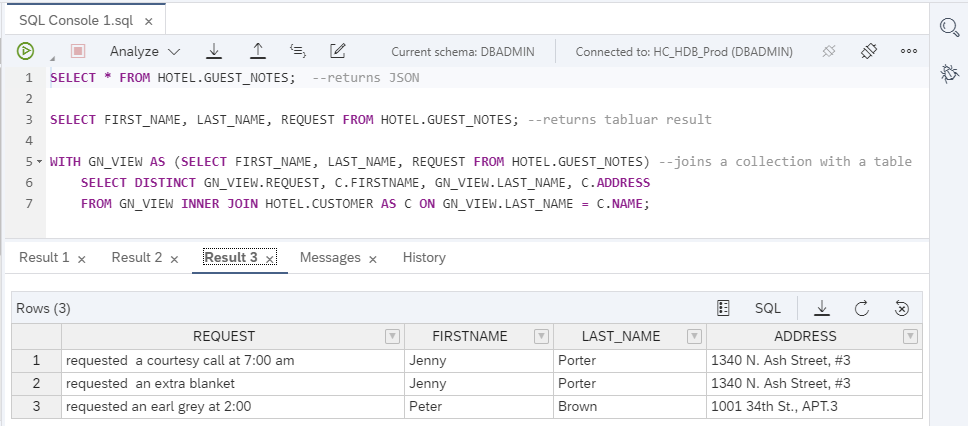 SQL Console 1.sql ×
Analyze Current schema: DBADMIN Connected to: HC_HDB_Prod (DBADMIN)
1 SELECT * FROM HOTEL.GUEST_NOTES;  --returns JSON
2
3 SELECT FIRST_NAME, LAST_NAME, REQUEST FROM HOTEL.GUEST_NOTES; --returns tabluar result
4
5 WITH GN_VIEW AS (SELECT FIRST_NAME, LAST_NAME, REQUEST FROM HOTEL.GUEST_NOTES) --joins a collection with a table
6 SELECT DISTINCT GN_VIEW.REQUEST, C.FIRSTNAME, GN_VIEW.LAST_NAME, C.ADDRESS
7 FROM GN_VIEW INNER JOIN HOTEL.CUSTOMER AS C ON GN_VIEW.LAST_NAME = C.NAME;
Result 1 × Result 2 × Result 3 × Messages × History
Rows (3) SQL
REQUEST FIRSTNAME LAST_NAME ADDRESS
1 requested  a courtesy call at 7:00 am Jenny Porter 1340 N. Ash Street, #3
2 requested  an extra blanket Jenny Porter 1340 N. Ash Street, #3
3 requested an earl grey at 2:00 Peter Brown 1001 34th St., APT.3